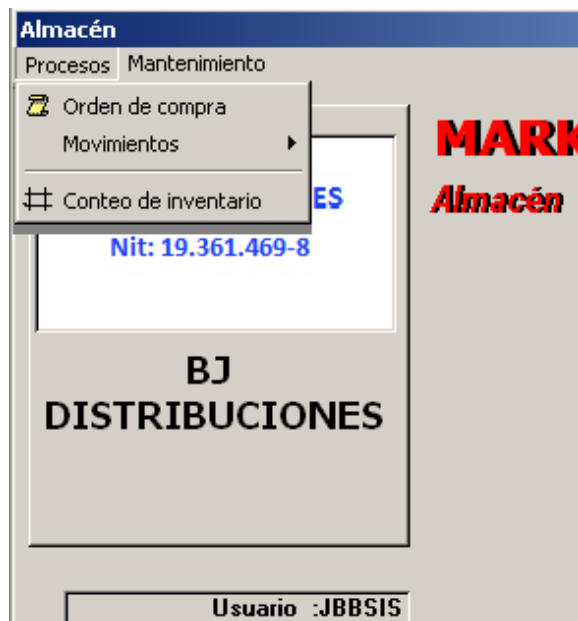 Almacén
Procesos Mantenimiento
Orden de compra
Movimientos
Conteo de inventario
ES
Nit: 19.361.469-8
BJ
DISTRIBUCIONES
MARK
Almacén
Usuario :JBBSIS